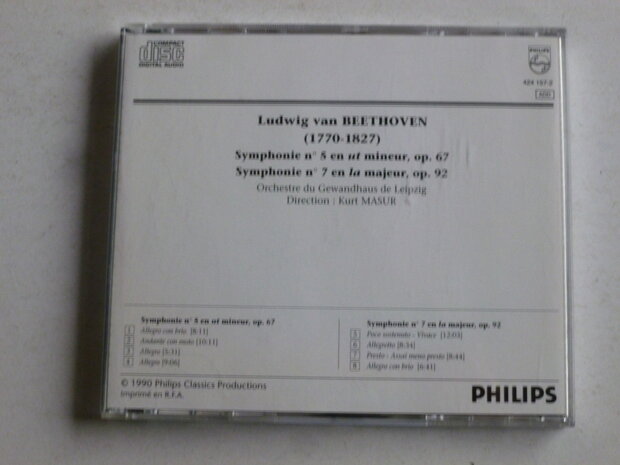 COMPACT
disc
DIGITAL AUDIO
PHILIPS
424 157-2
ADD
Ludwig van BEETHOVEN
(1770-1827)
Symphonie n° 5 en ut mineur, op. 67
Symphonie n° 7 en la majeur, op. 92
Orchestre du Gewandhaus de Leipzig
Direction : Kurt MASUR
Symphonie n° 5 en ut mineur, op. 67
1 Allegro con brio [8:11]
2 Andante con moto [10:11]
3 Allegro [5:31]
4 Allegro [9:06]
Symphonie n° 7 en la majeur, op. 92
5 Poco sostenuto - Vivace [12:03]
6 Allegretto [8:34]
7 Presto - Assai meno presto [8:44]
8 Allegro con brio [6:41]
© 1990 Philips Classics Productions
Imprimé en R.F.A.
PHILIPS